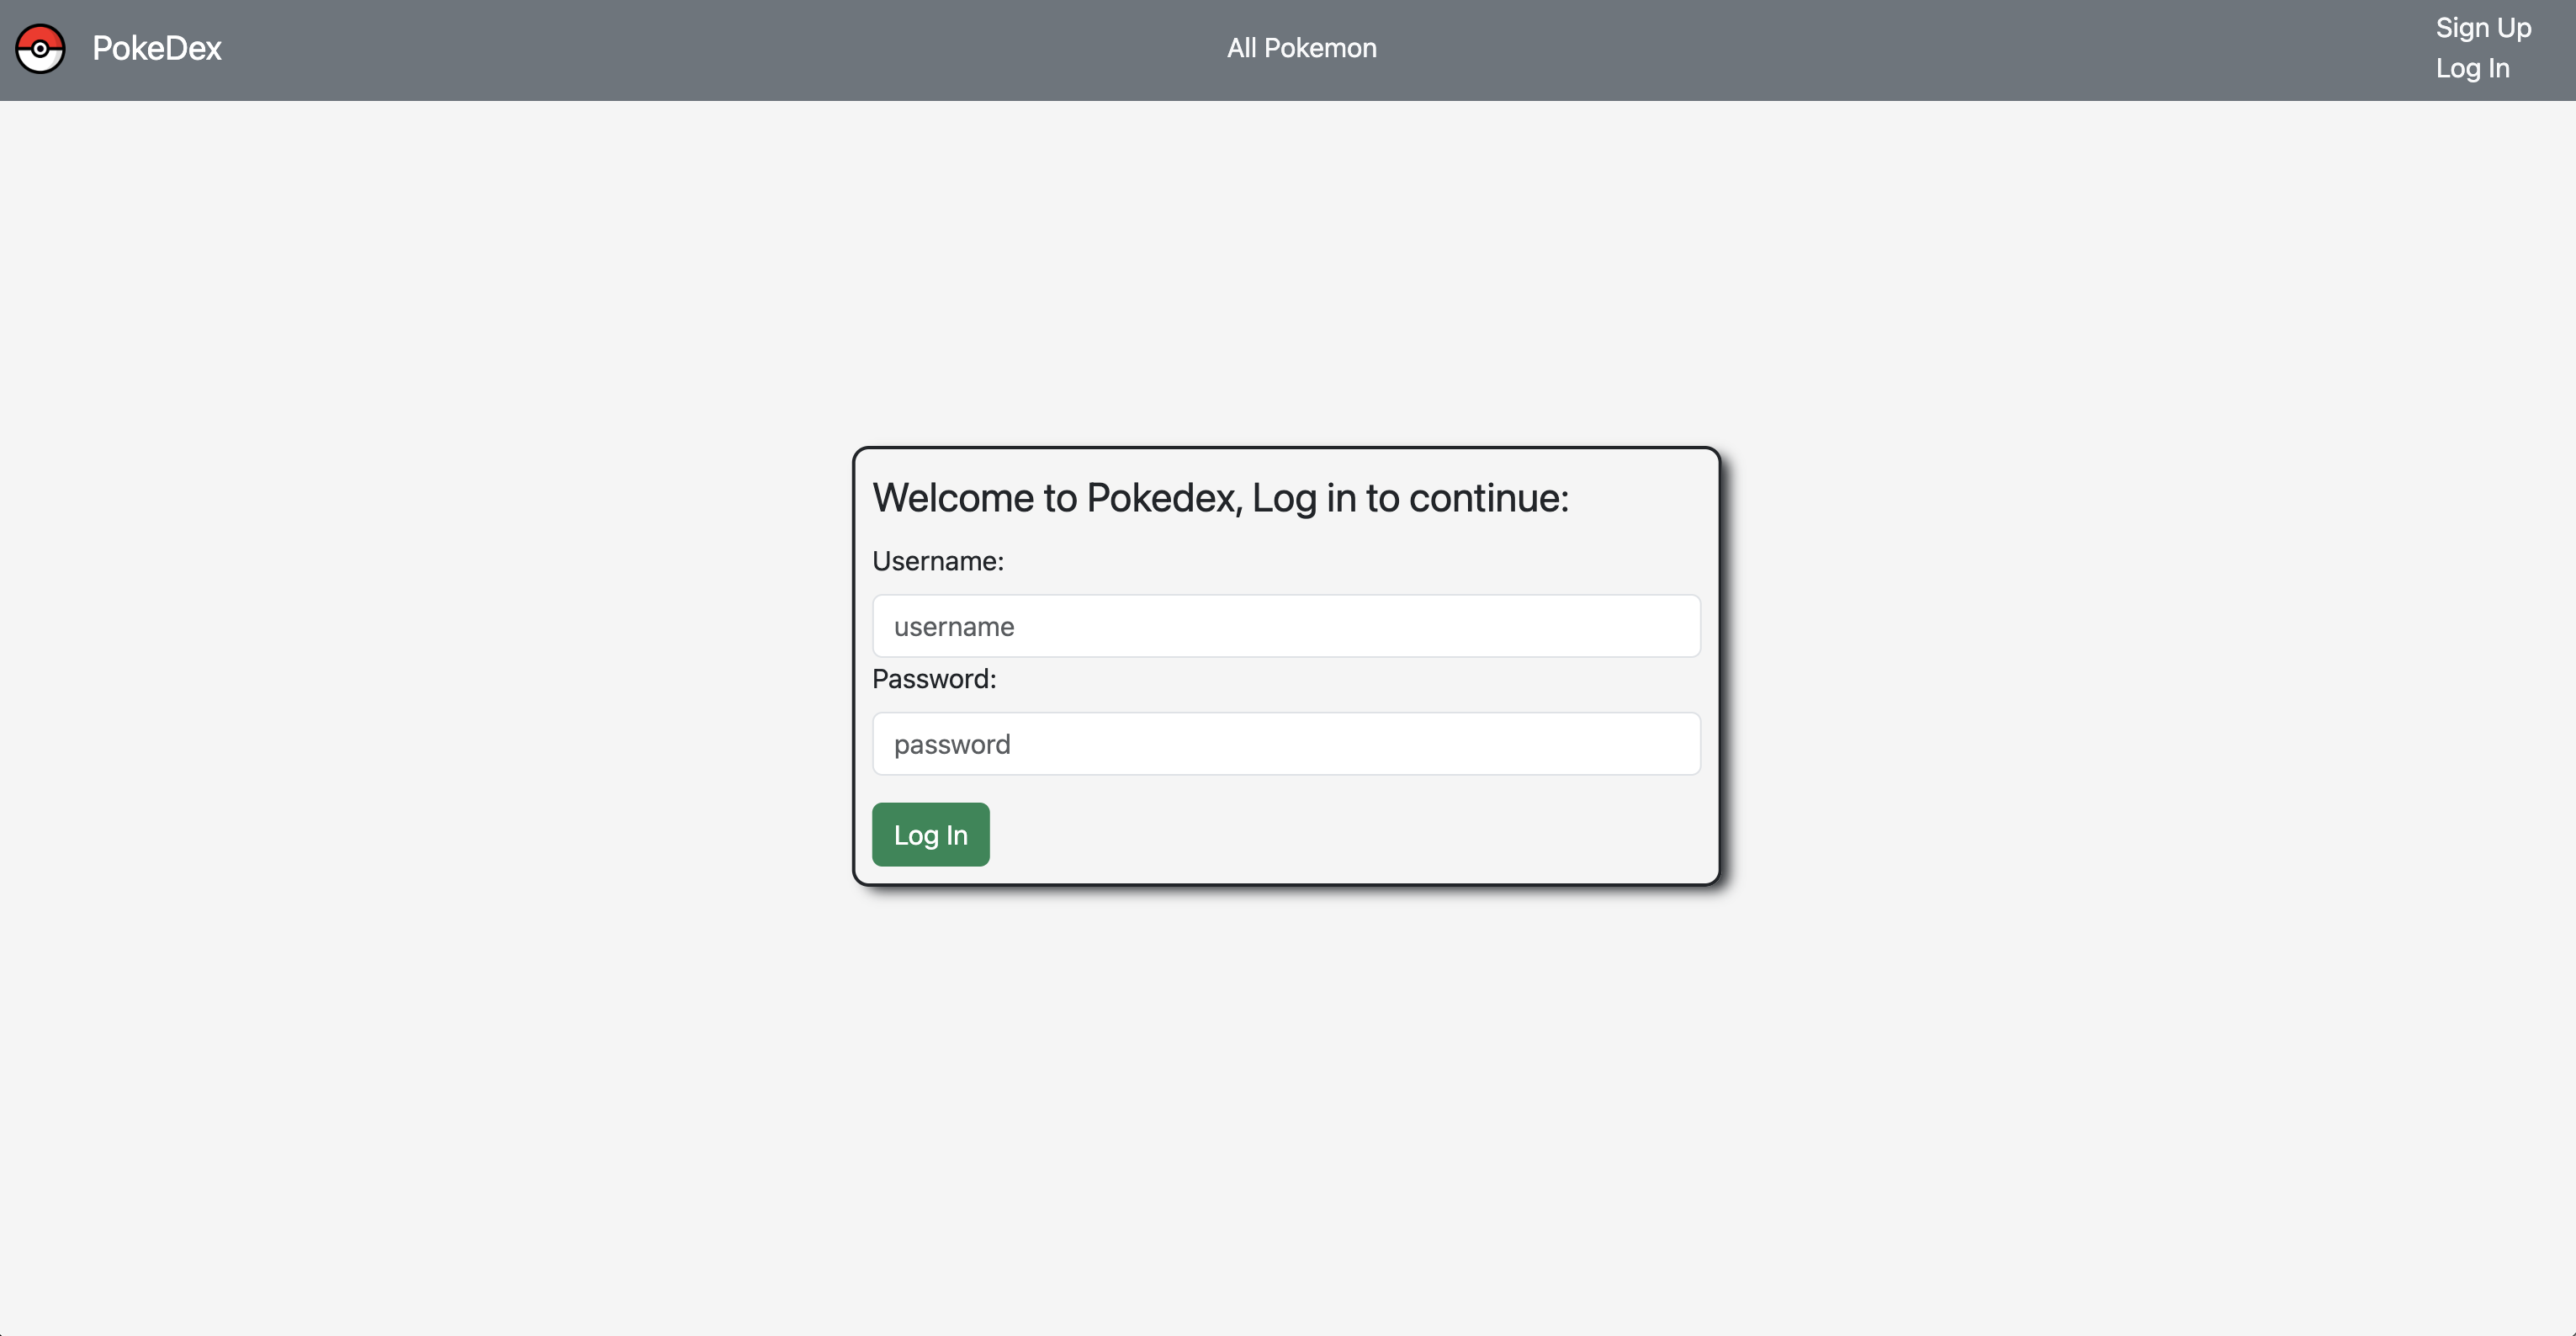 PokeDex
All Pokemon
Sign Up
Log In
Welcome to Pokedex, Log in to continue:
Username:
username
Password:
password
Log In